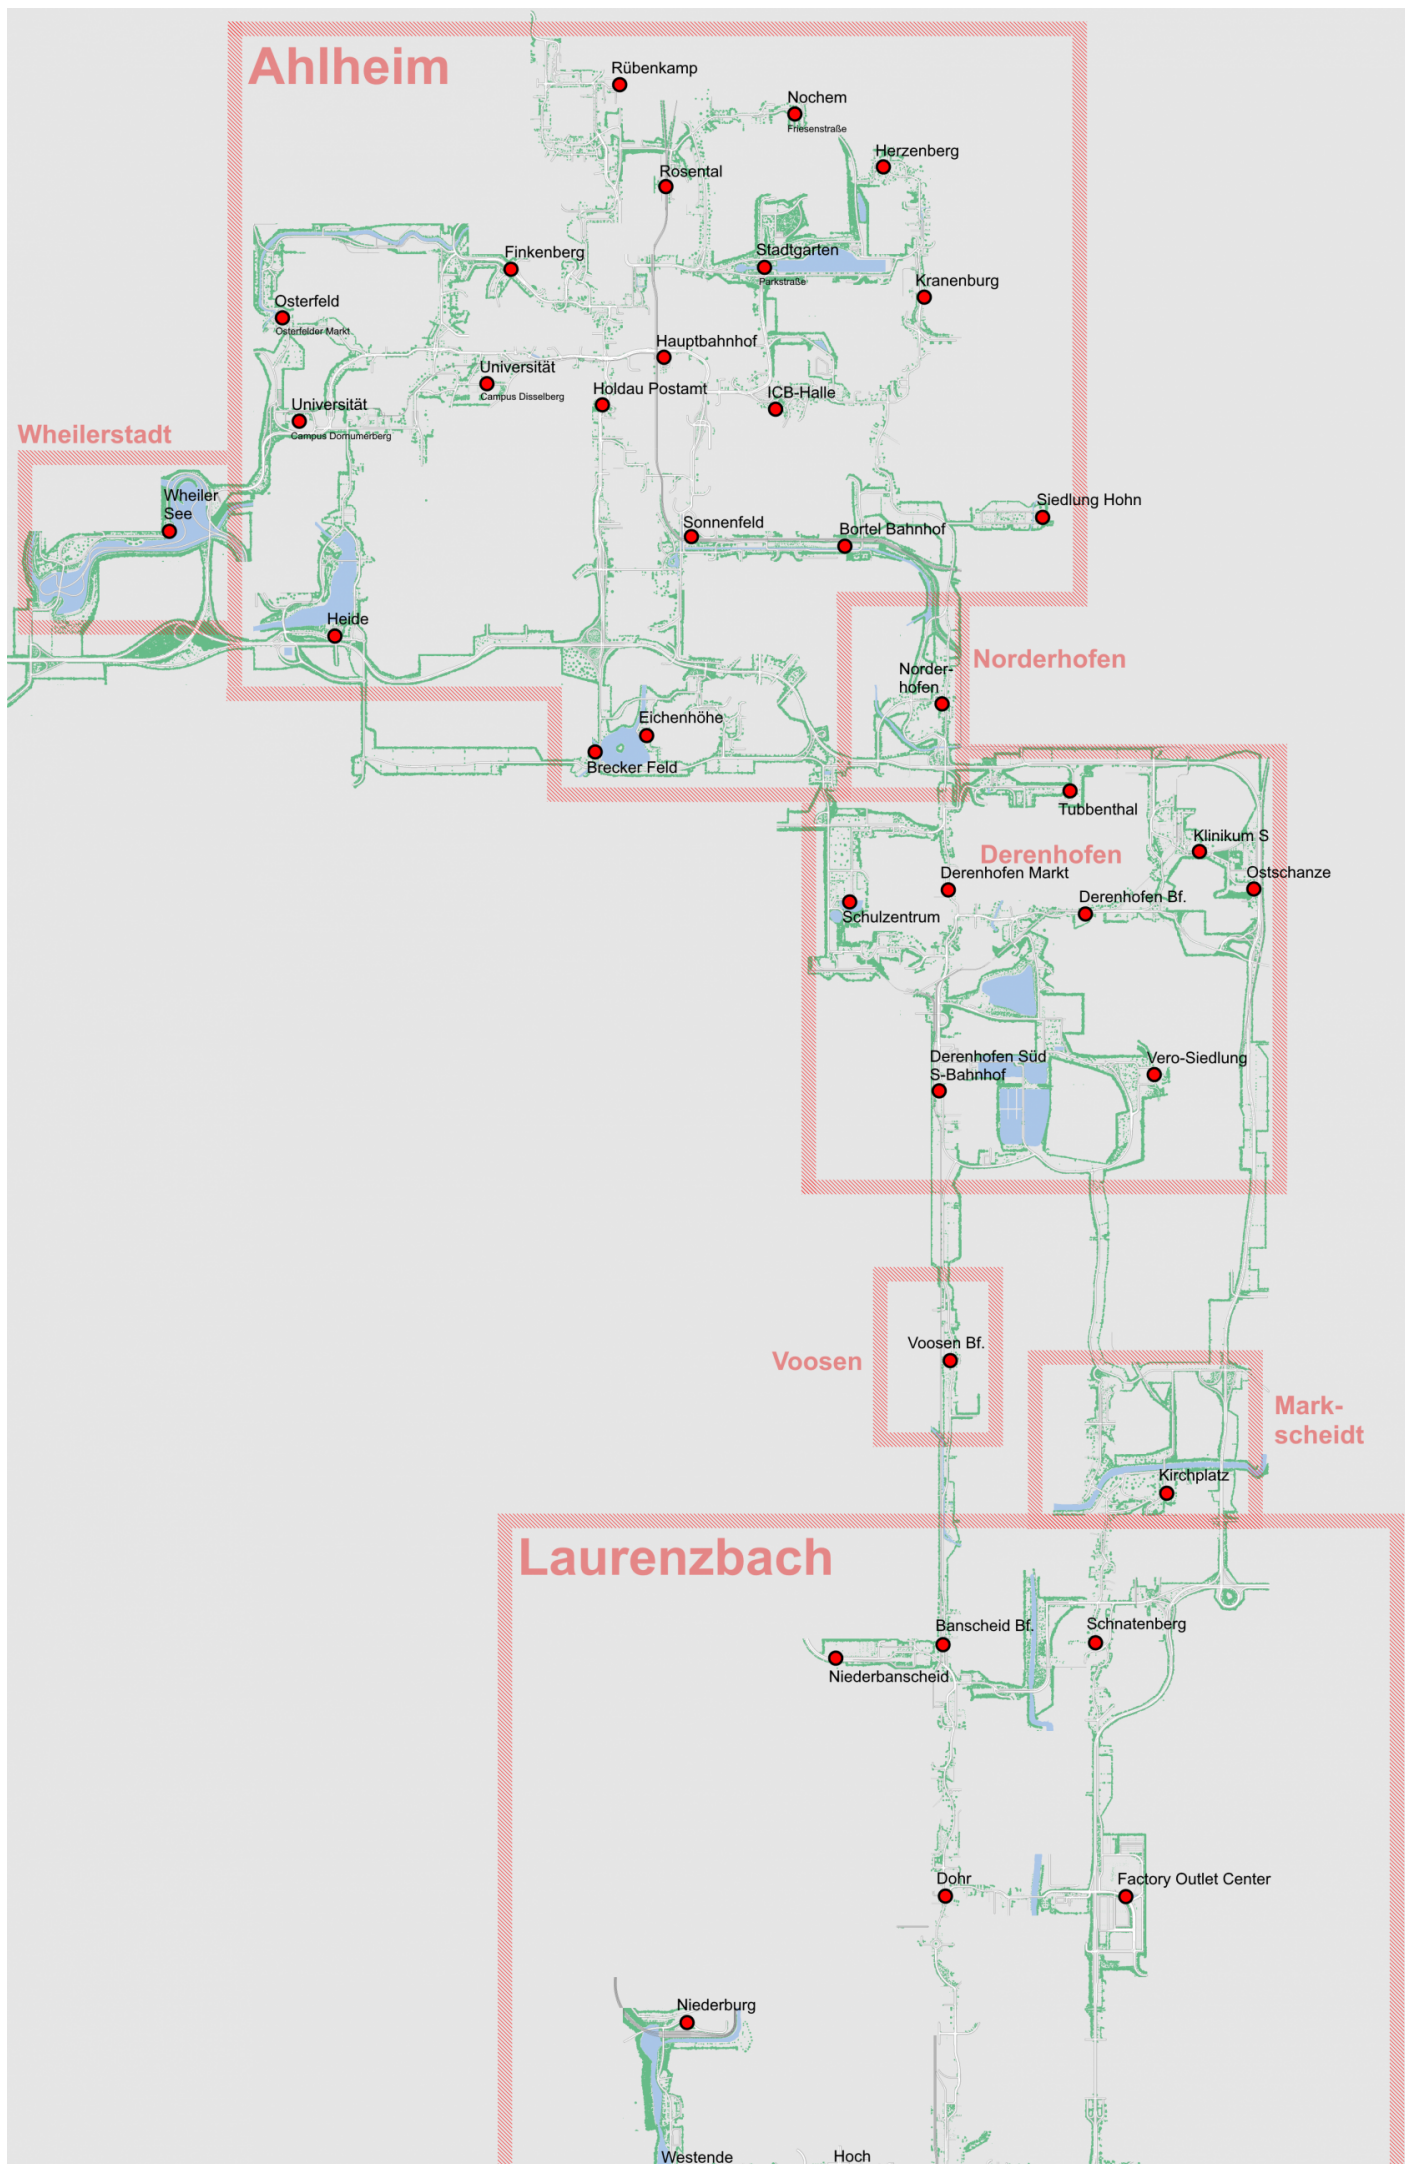 Ahlheim
Rübenkamp
Nochem
Friesenstraße
Herzenberg
Rosental
Finkenberg
Stadtgarten
Parkstraße
Kranenburg
Osterfeld
Osterfelder Markt
Hauptbahnhof
Universität
Campus Disselberg
Holdau Postamt
ICB-Halle
Universität
Campus Domumerberg
Wheilerstadt
Wheiler
See
Siedlung Hohn
Sonnenfeld
Bortel Bahnhof
Heide
Norderhofen
Norder-
hofen
Eichenhöhe
Brecker Feld
Tubbenthal
Klinikum S
Derenhofen
Derenhofen Markt
Ostschanze
Derenhofen Bf.
Schulzentrum
Derenhofen Süd
S-Bahnhof
Vero-Siedlung
Voosen Bf.
Voosen
Mark-
scheidt
Kirchplatz
Laurenzbach
Banscheid Bf.
Schnatenberg
Niederbanscheid
Dohr
Factory Outlet Center
Niederburg
Westende
Hoch